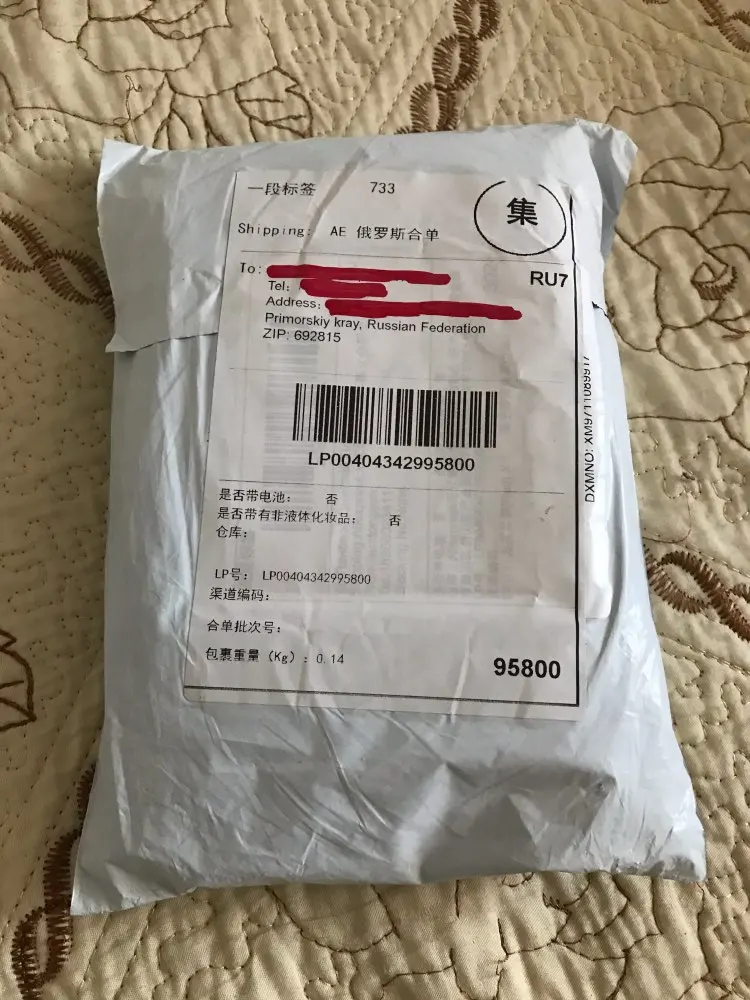 一段标签 733
集
Shipping: AE 俄罗斯合单
To:
RU7
Tel:
Address:
Primorskiy kray, Russian Federation
ZIP: 692815
LP00404342995800
是否带电池: 否
是否带有非液体化妆品: 否
仓库:
LP号: LP00404342995800
渠道编码:
合单批次号:
包裹重量 (Kg) : 0.14
95800